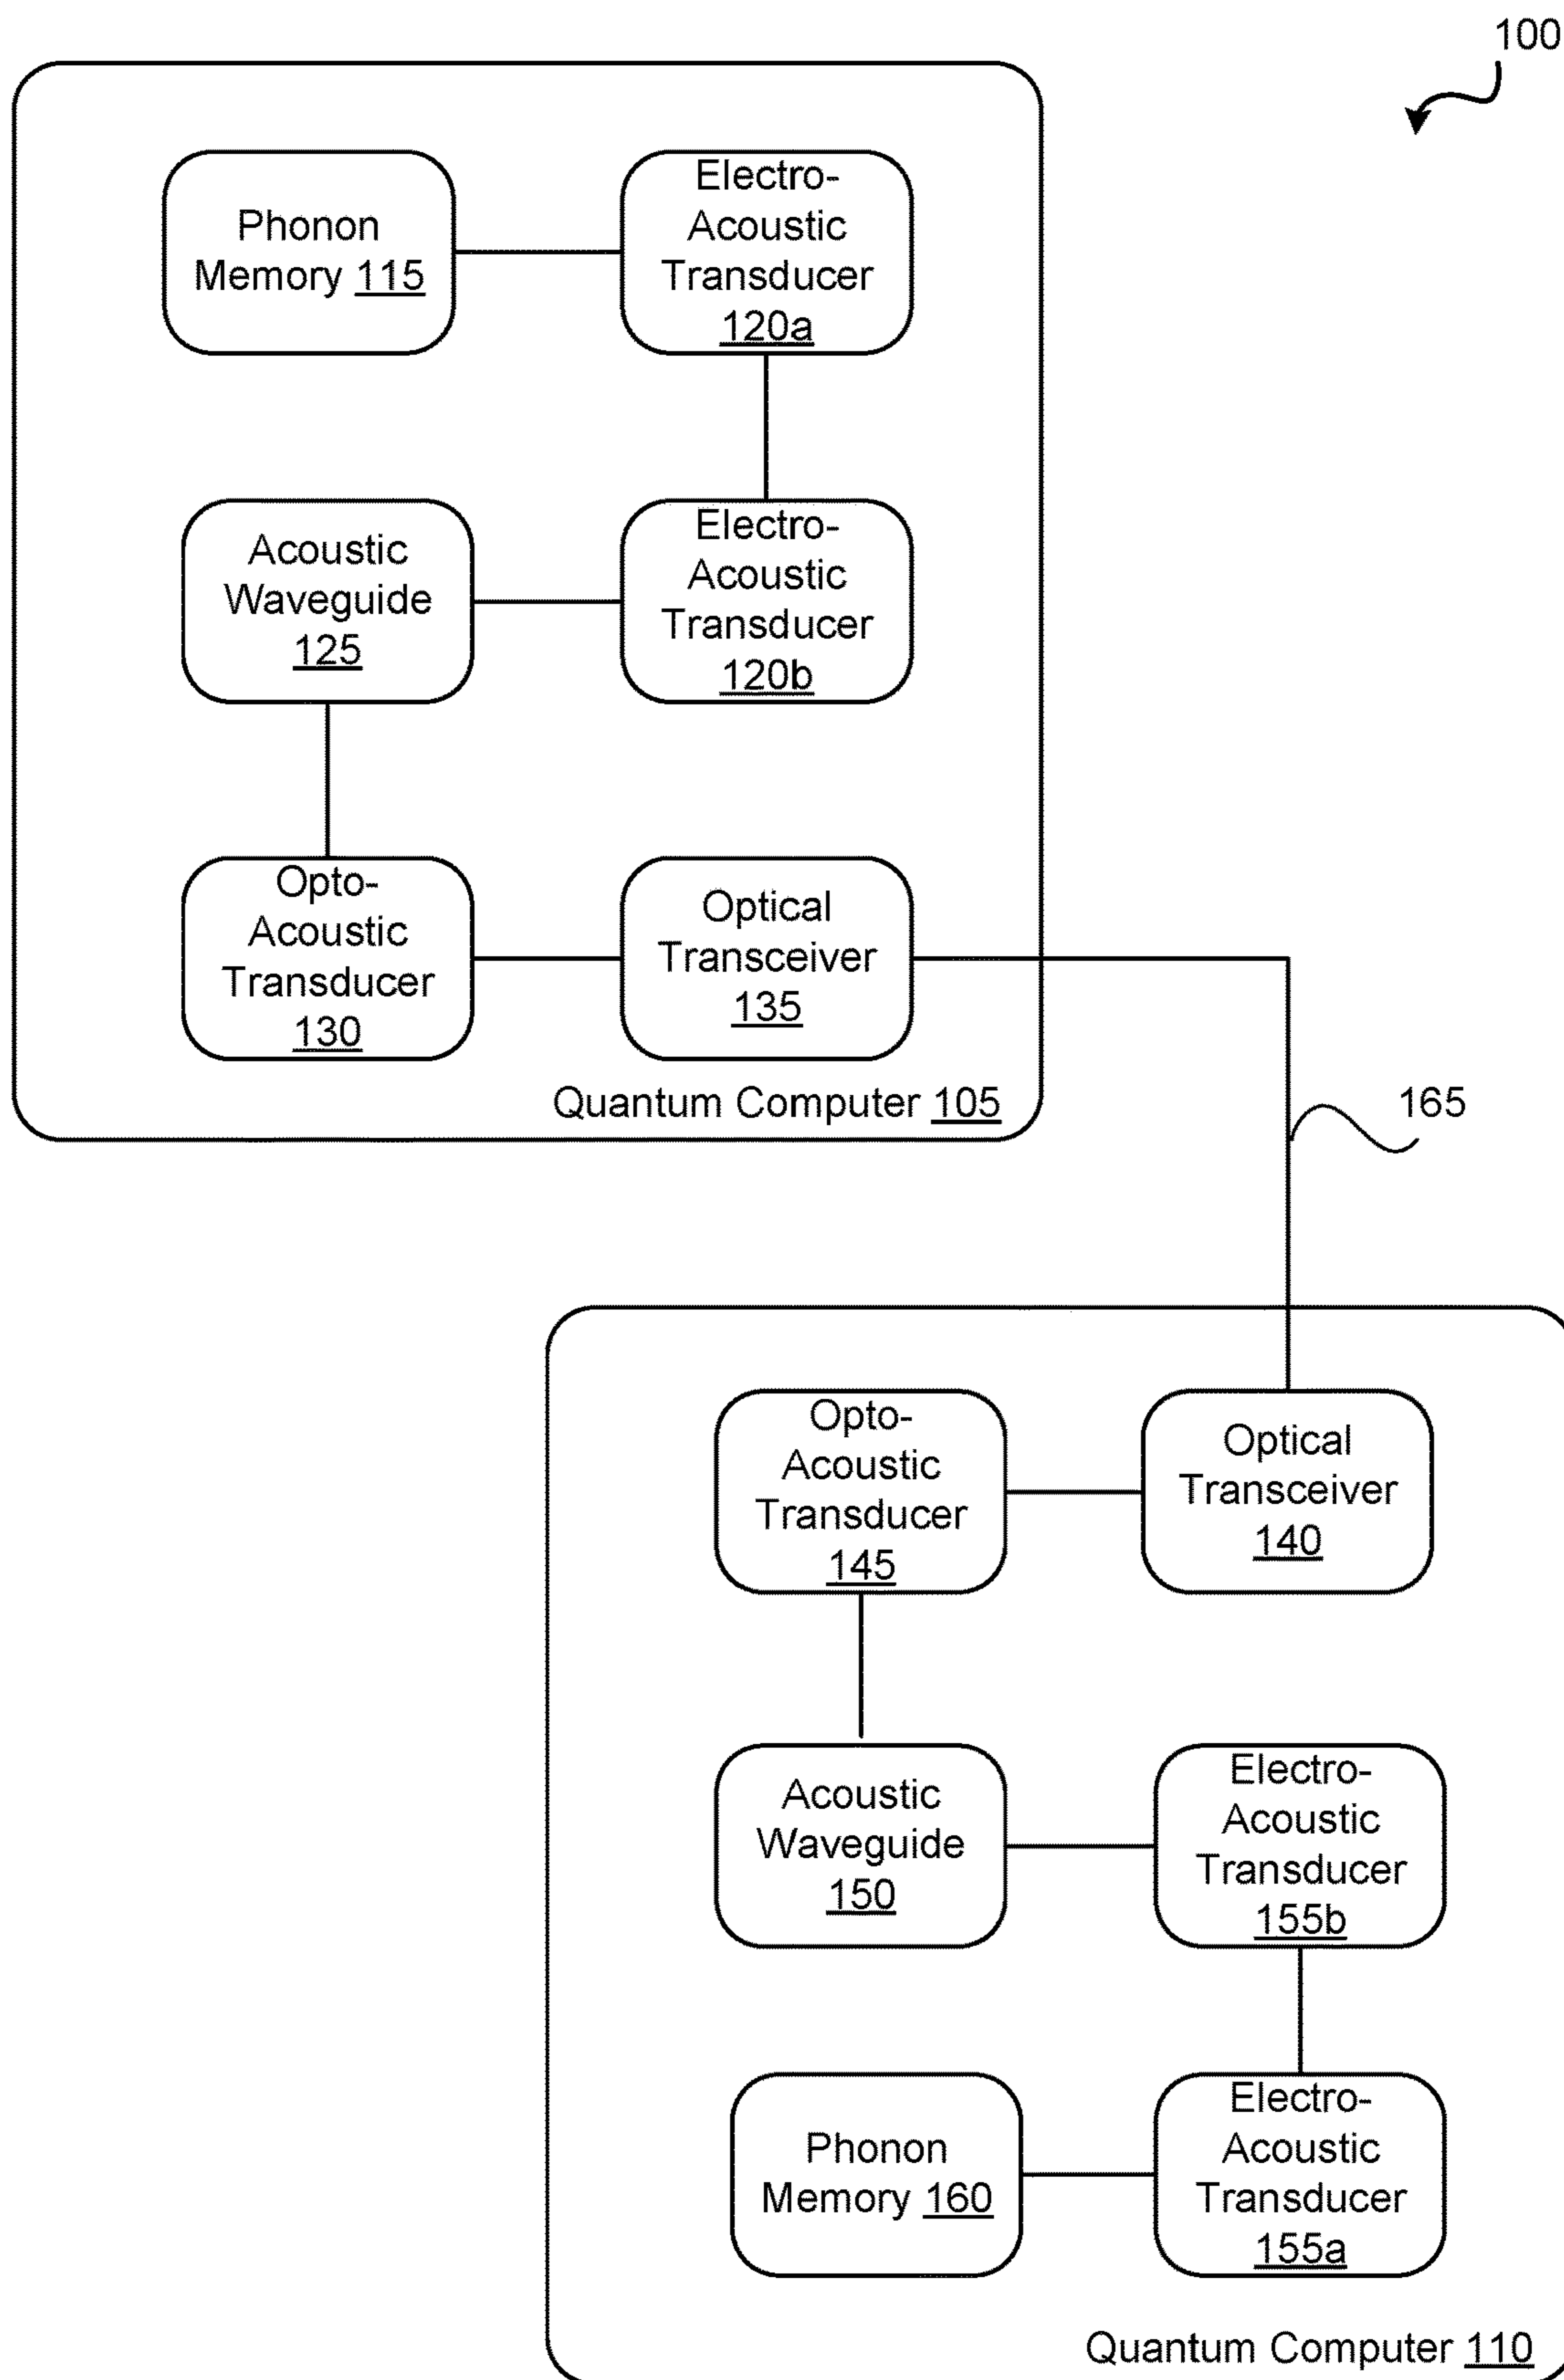 100
Phonon
Memory 115
Electro-
Acoustic
Transducer
120a
Acoustic
Waveguide
125
Electro-
Acoustic
Transducer
120b
Opto-
Acoustic
Transducer
130
Optical
Transceiver
135
Quantum Computer 105
165
Opto-
Acoustic
Transducer
145
Optical
Transceiver
140
Acoustic
Waveguide
150
Electro-
Acoustic
Transducer
155b
Phonon
Memory 160
Electro-
Acoustic
Transducer
155a
Quantum Computer 110